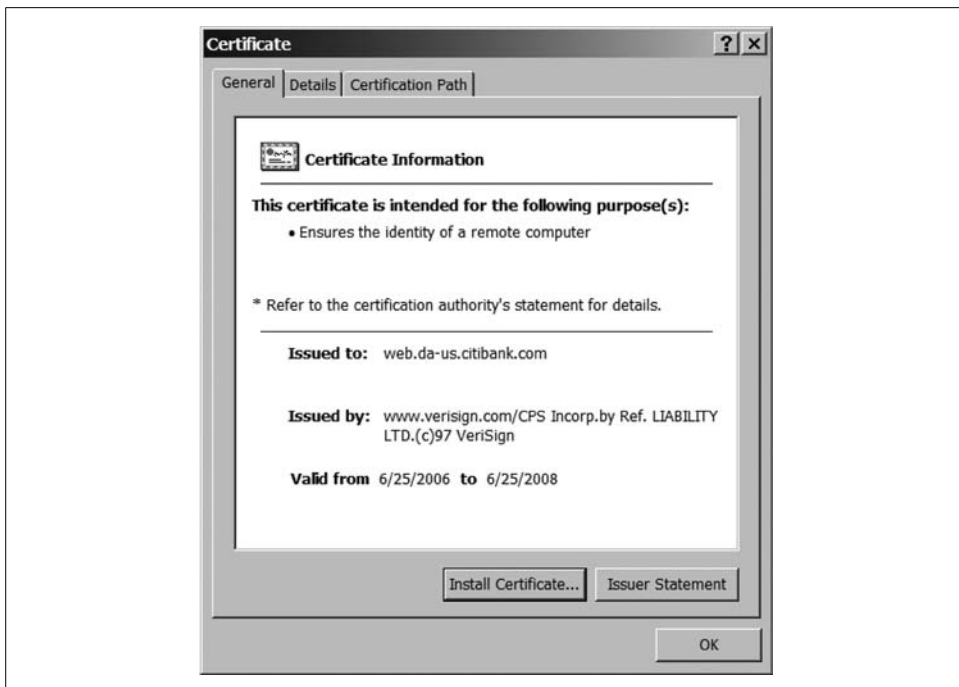 Certificate
? ×
General Details Certification Path
Certificate Information
This certificate is intended for the following purpose(s):
• Ensures the identity of a remote computer
* Refer to the certification authority's statement for details.
Issued to: web.da-us.citibank.com
Issued by: www.verisign.com/CPS Incorp.by Ref. LIABILITY
LTD.(c)97 VeriSign
Valid from 6/25/2006 to 6/25/2008
Install Certificate... Issuer Statement
OK